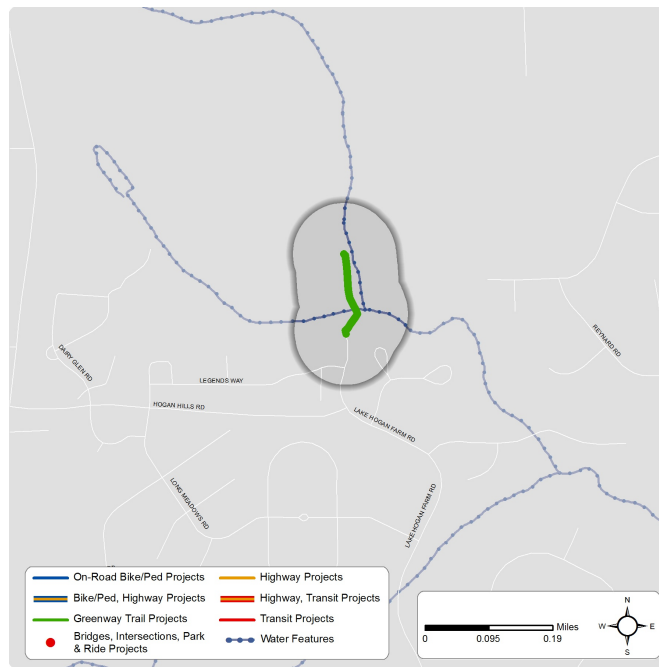 REYNARD RD
DAIRY GLEN RD
LEGENDS WAY
HOGAN HILLS RD
LAKE HOGAN FARM RD
LONG MEADOWS RD
LAKE HOGAN FARM RD
On-Road Bike/Ped Projects
Highway Projects
Bike/Ped, Highway Projects
Highway, Transit Projects
Greenway Trail Projects
Transit Projects
Bridges, Intersections, Park
& Ride Projects
Water Features
Miles
0 0.095 0.19
N
W E
S